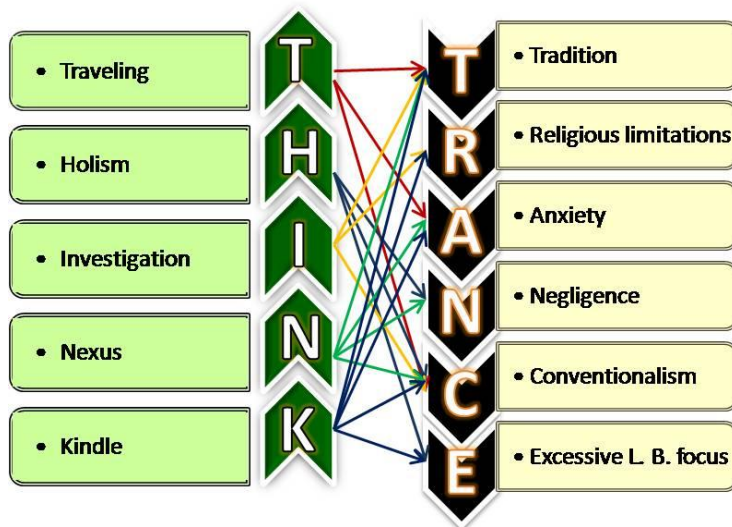 • Traveling
• Holism
• Investigation
• Nexus
• Kindle
T
H
I
N
K
T
R
A
N
C
E
• Tradition
• Religious limitations
• Anxiety
• Negligence
• Conventionalism
• Excessive L. B. focus